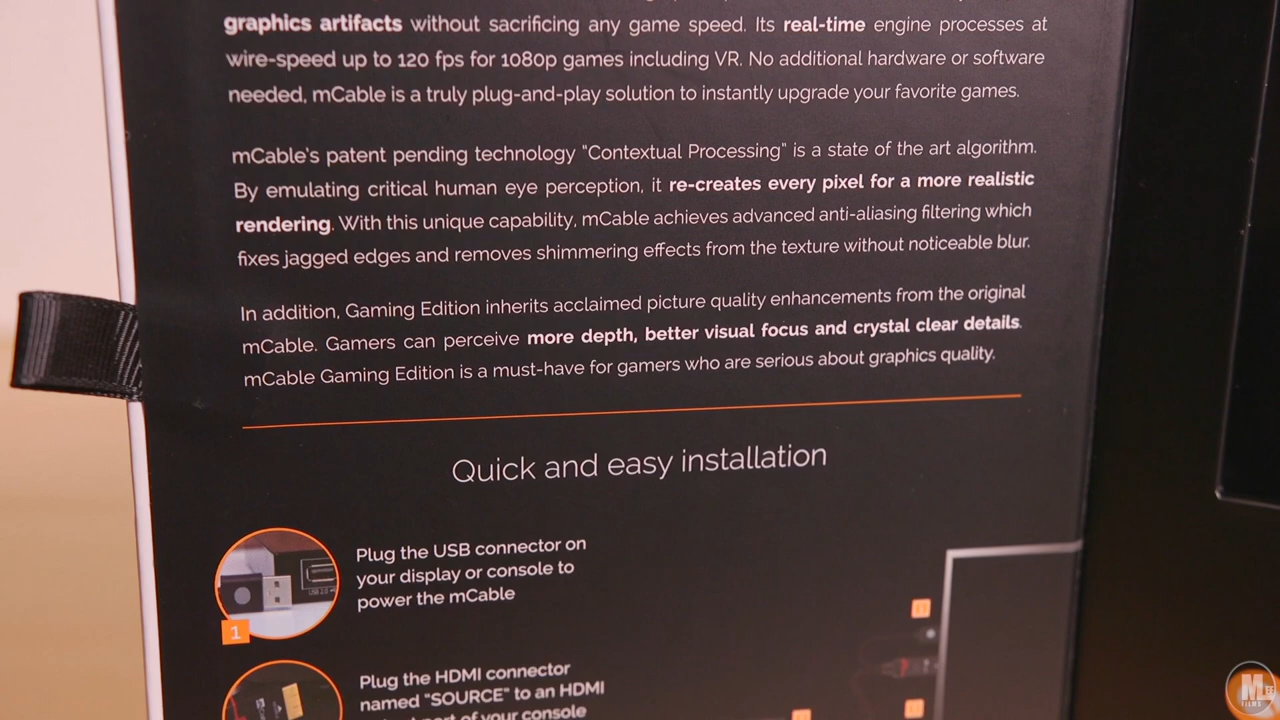 graphics artifacts without sacrificing any game speed. Its real-time engine processes at
wire-speed up to 120 fps for 1080p games including VR. No additional hardware or software
needed, mCable is a truly plug-and-play solution to instantly upgrade your favorite games.
mCable's patent pending technology "Contextual Processing" is a state of the art algorithm.
By emulating critical human eye perception, it re-creates every pixel for a more realistic
rendering. With this unique capability, mCable achieves advanced anti-aliasing filtering which
fixes jagged edges and removes shimmering effects from the texture without noticeable blur.
In addition, Gaming Edition inherits acclaimed picture quality enhancements from the original
mCable. Gamers can perceive more depth, better visual focus and crystal clear details.
mCable Gaming Edition is a must-have for gamers who are serious about graphics quality.
Quick and easy installation
Plug the USB connector on
your display or console to
power the mCable
1
Plug the HDMI connector
named "SOURCE" to an HDMI
port of your console
FILMS